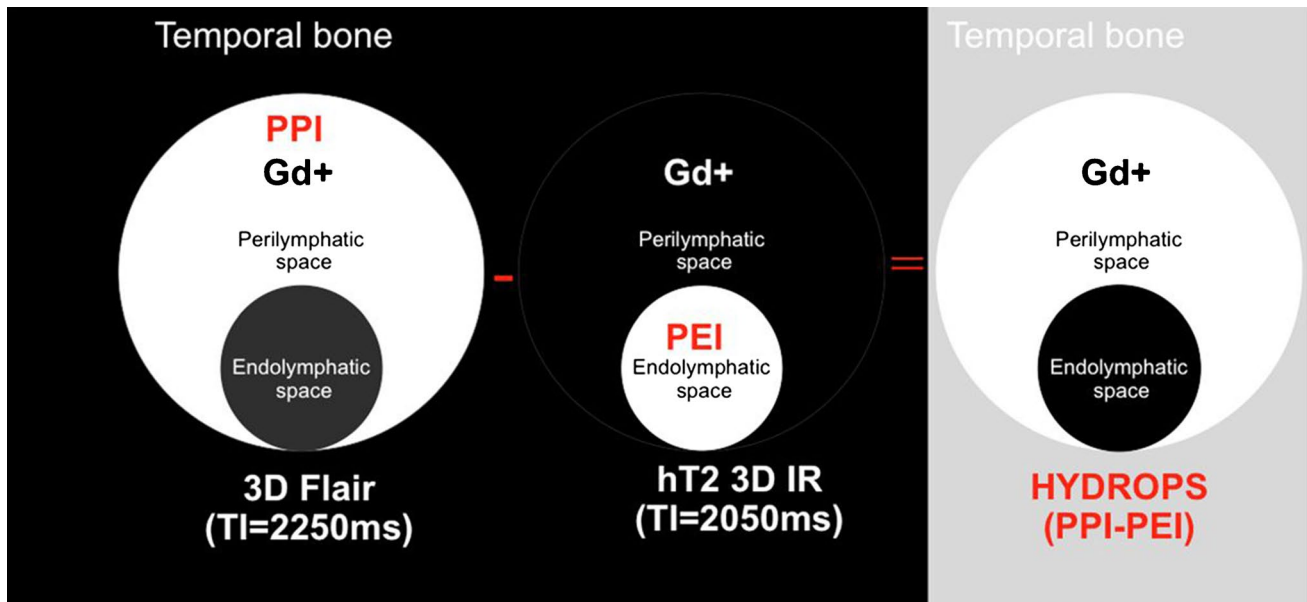 Temporal bone
PPI
Gd+
Perilymphatic
space
Endolymphatic
space
3D Flair
(TI=2250ms)
-
Gd+
Perilymphatic
space
PEI
Endolymphatic
space
hT2 3D IR
(TI=2050ms)
=
Temporal bone
Gd+
Perilymphatic
space
Endolymphatic
space
HYDROPS
(PPI-PEI)